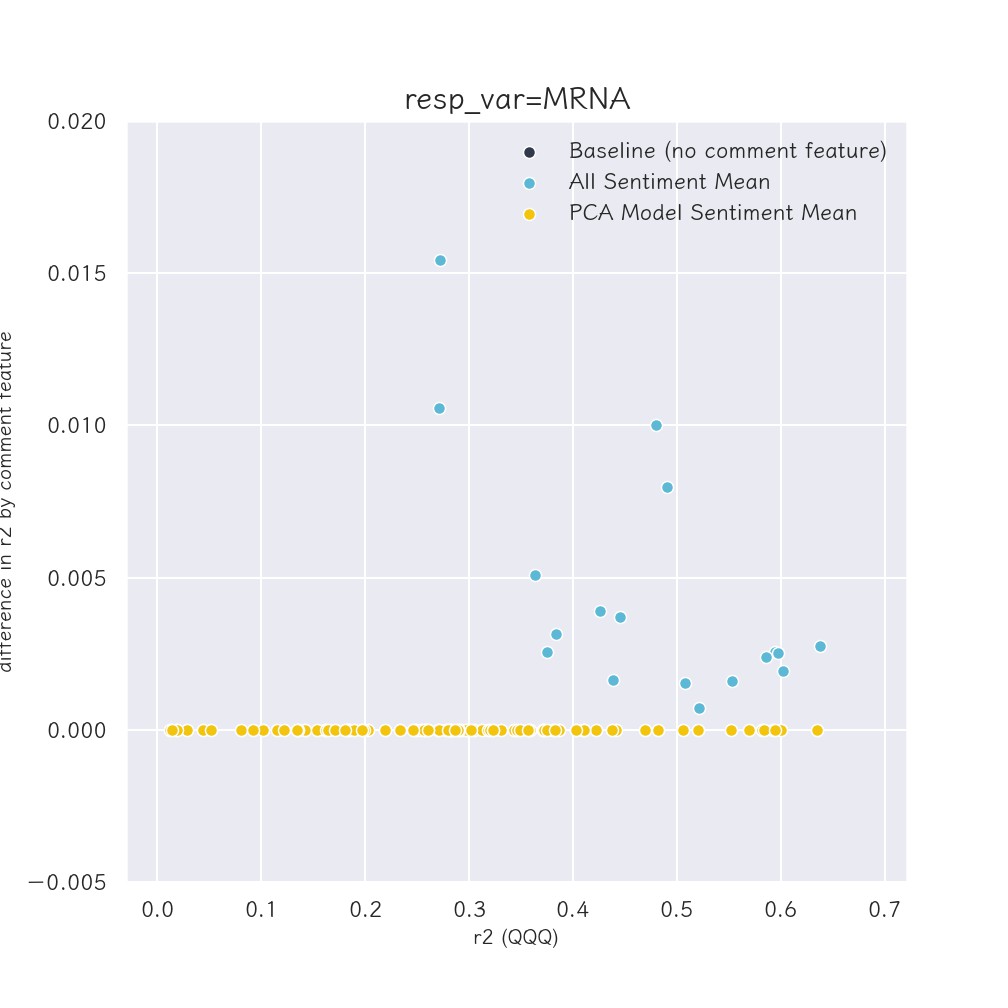 resp_var=MRNA
0.020
0.015
0.010
0.005
0.000
−0.005
difference in r2 by comment feature
Baseline (no comment feature)
All Sentiment Mean
PCA Model Sentiment Mean
0.0 0.1 0.2 0.3 0.4 0.5 0.6 0.7
r2 (QQQ)